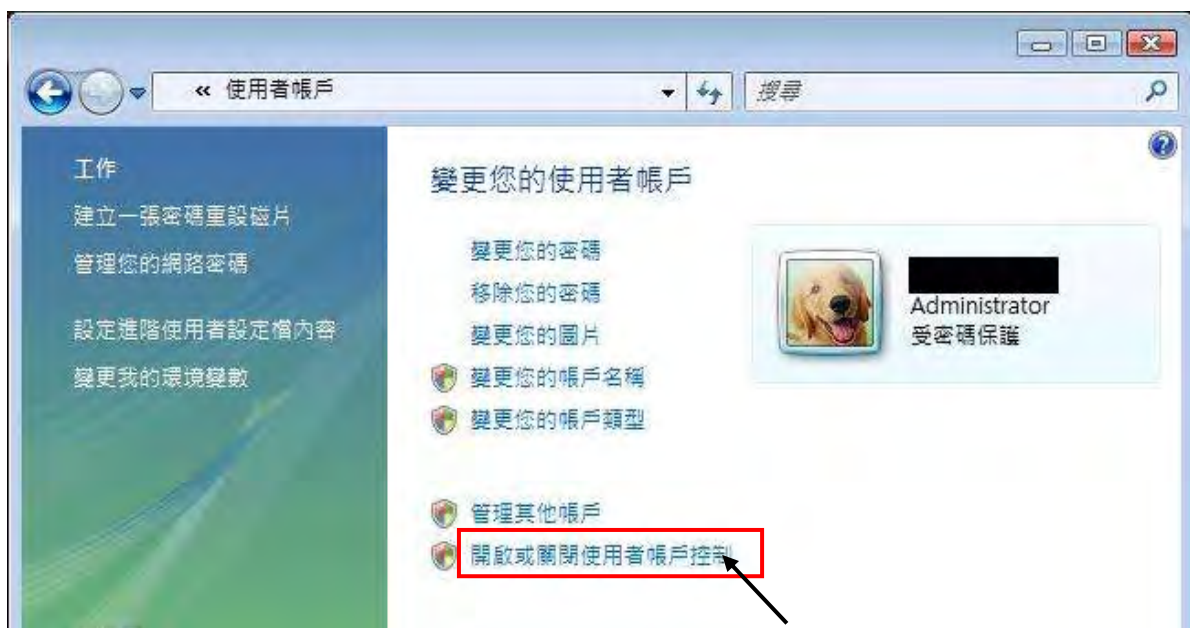 « 使用者帳戶
搜尋
工作
建立一張密碼重設磁片
管理您的網路密碼
設定進階使用者設定檔內容
變更我的環境變數
變更您的使用者帳戶
變更您的密碼
移除您的密碼
變更您的圖片
變更您的帳戶名稱
變更您的帳戶類型
管理其他帳戶
開啟或關閉使用者帳戶控制
Administrator
受密碼保護